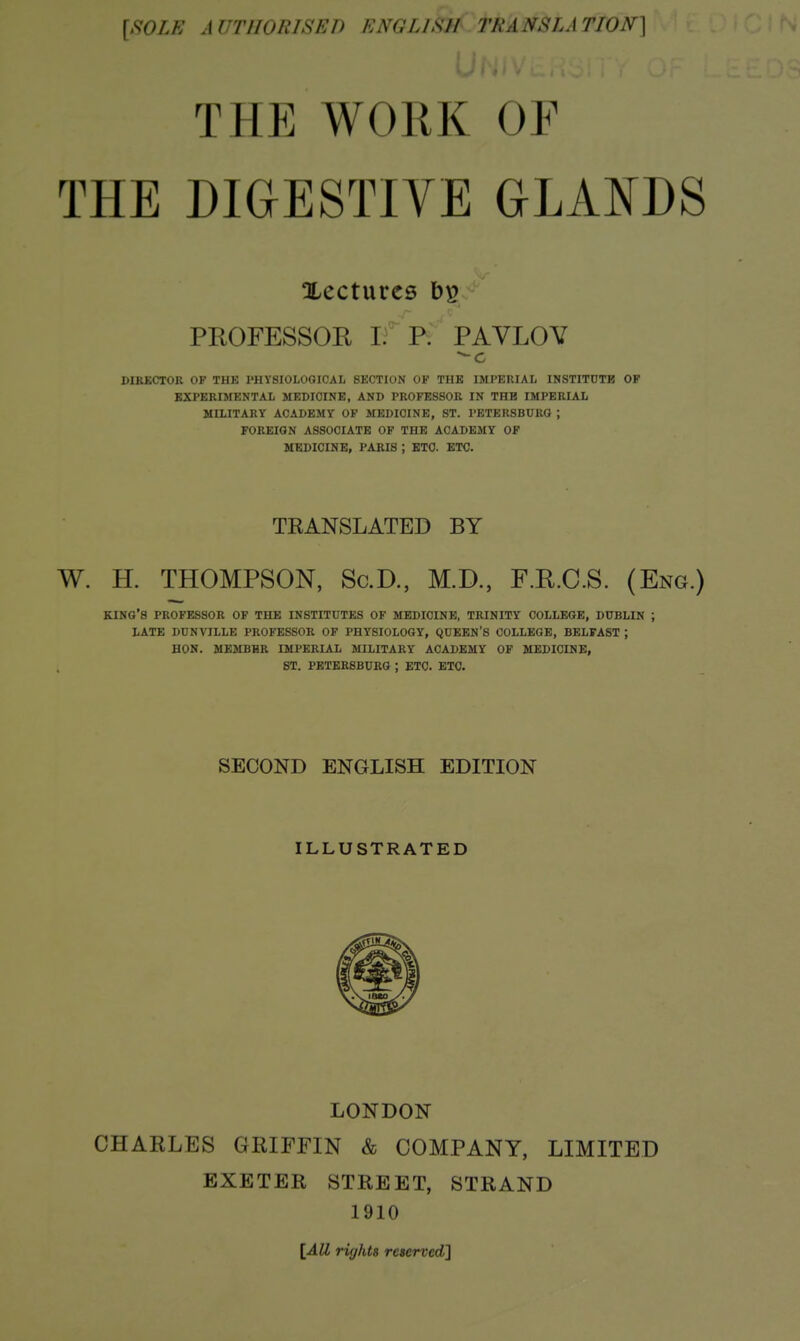 [SOLE AUTHORISED ENGLISH TRANSLATION]
THE WORK OF
THE DIGESTIVE GLANDS
Lectures by
PROFESSOR I. P. PAVLOV
DIRECTOR OF THE PHYSIOLOGICAL SECTION OF THE IMPERIAL INSTITUTE OF
EXPERIMENTAL MEDICINE, AND PROFESSOR IN THE IMPERIAL
MILITARY ACADEMY OF MEDICINE, ST. PETERSBURG ;
FOREIGN ASSOCIATE OF THE ACADEMY OF
MEDICINE, PARIS ; ETC. ETC.
TRANSLATED BY
W. H. THOMPSON, Sc.D., M.D., F.R.C.S. (Eng.)
KING'S PROFESSOR OF THE INSTITUTES OF MEDICINE, TRINITY COLLEGE, DUBLIN ;
LATE DUNVILLE PROFESSOR OF PHYSIOLOGY, QUEEN'S COLLEGE, BELFAST ;
HON. MEMBER IMPERIAL MILITARY ACADEMY OF MEDICINE,
ST. PETERSBURG ; ETC. ETC.
SECOND ENGLISH EDITION
ILLUSTRATED
1820
LIMITED
LONDON
CHARLES GRIFFIN & COMPANY, LIMITED
EXETER STREET, STRAND
1910
[All rights reserved]